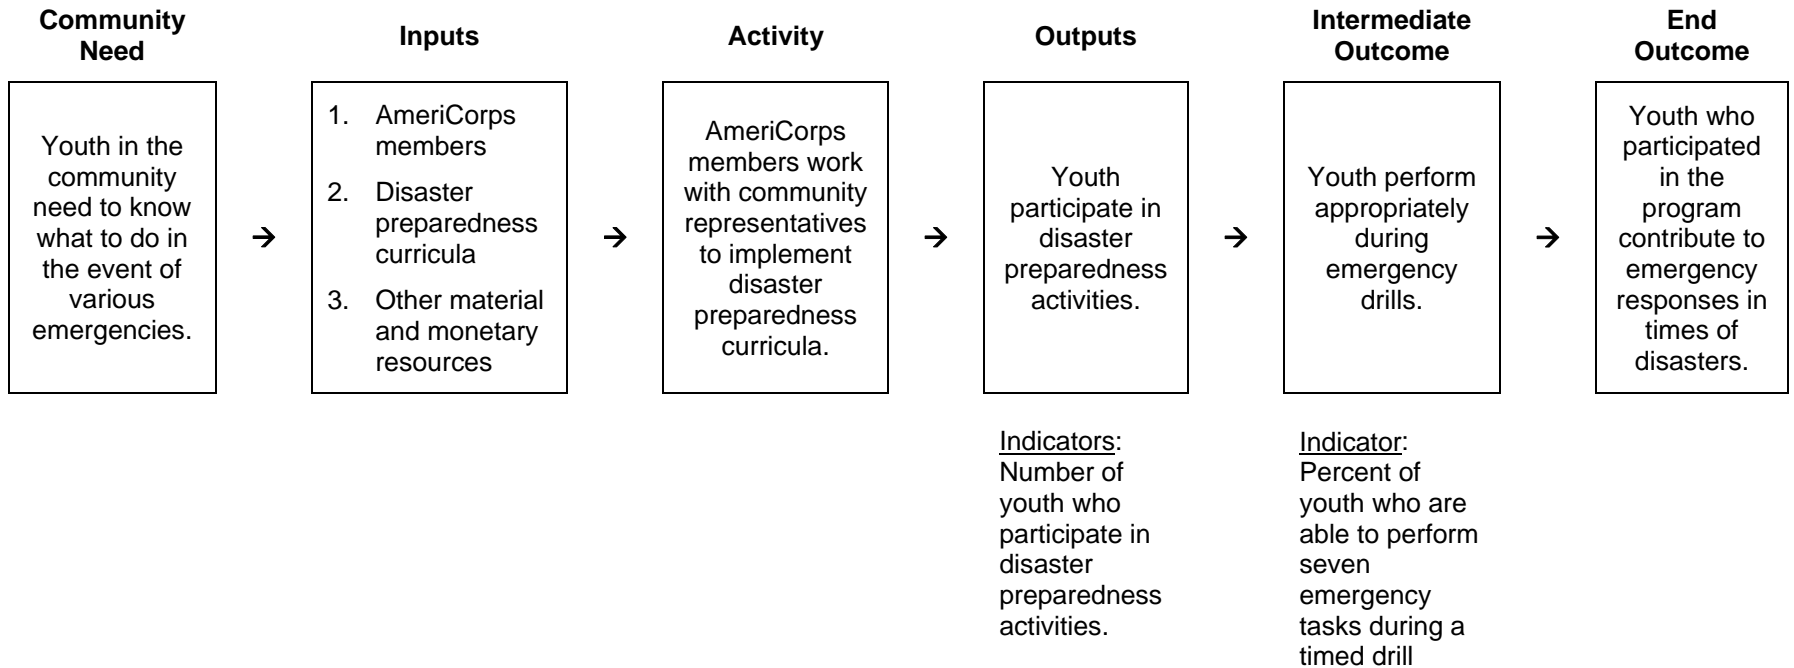 Community
Need
Inputs
Activity
Outputs
Intermediate
Outcome
End
Outcome
Youth in the
community
need to know
what to do in
the event of
various
emergencies.
→
1. AmeriCorps
members
2. Disaster
preparedness
curricula
3. Other material
and monetary
resources
→
AmeriCorps
members work
with community
representatives
to implement
disaster
preparedness
curricula.
→
Youth
participate in
disaster
preparedness
activities.
→
Youth perform
appropriately
during
emergency
drills.
→
Youth who
participated
in the
program
contribute to
emergency
responses in
times of
disasters.
Indicators:
Number of
youth who
participate in
disaster
preparedness
activities.
Indicator:
Percent of
youth who are
able to perform
seven
emergency
tasks during a
timed drill